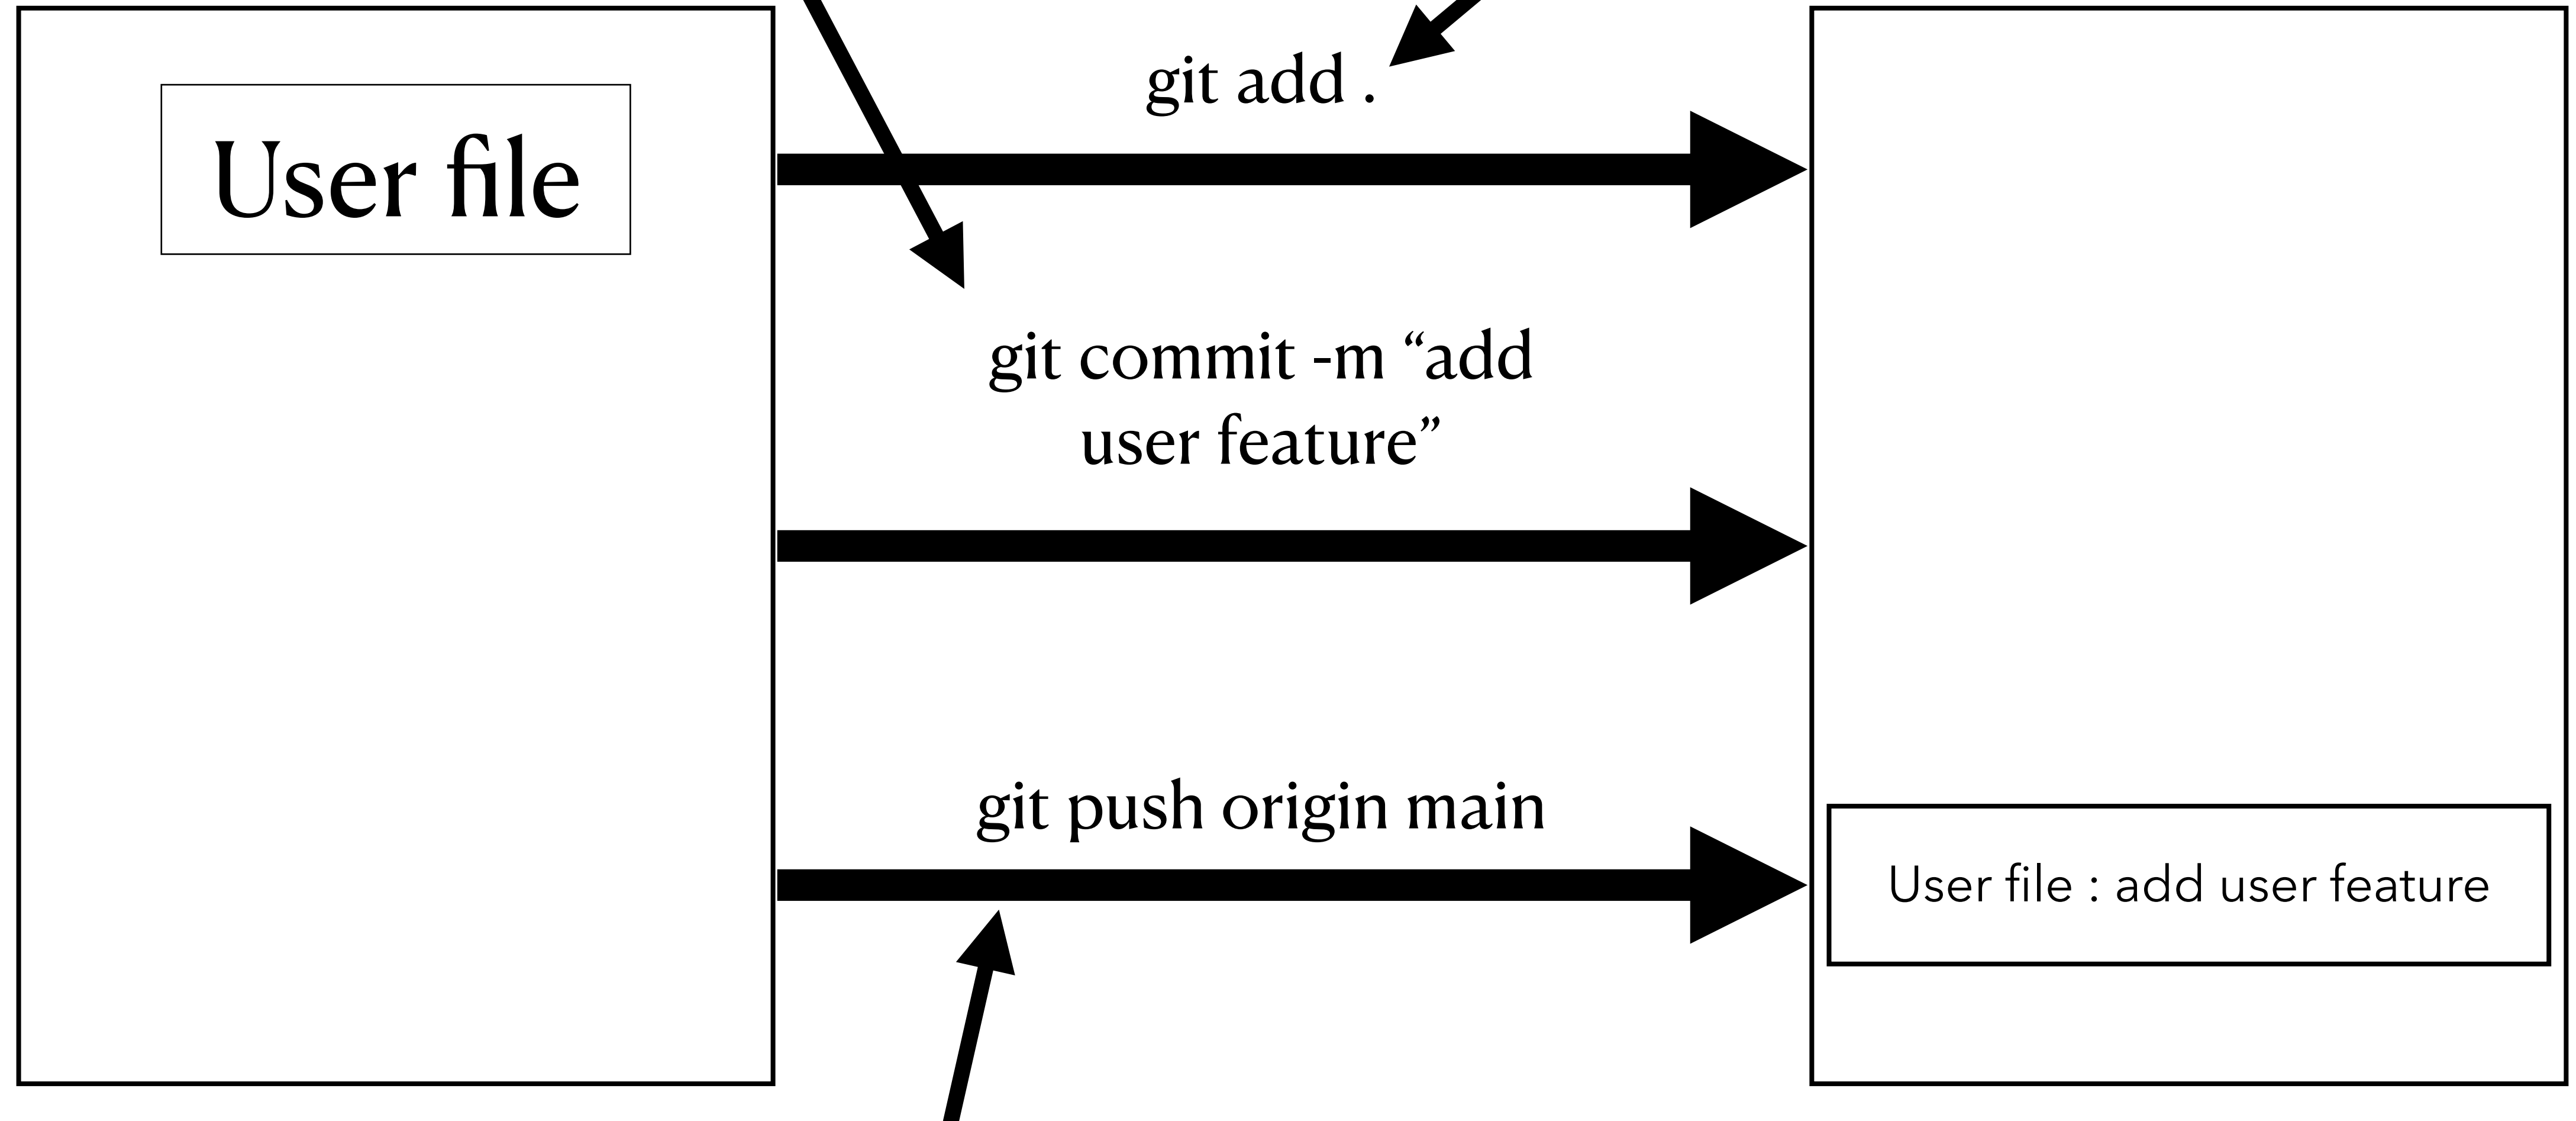 User file
git add .
git commit -m “add
user feature”
git push origin main
User file : add user feature